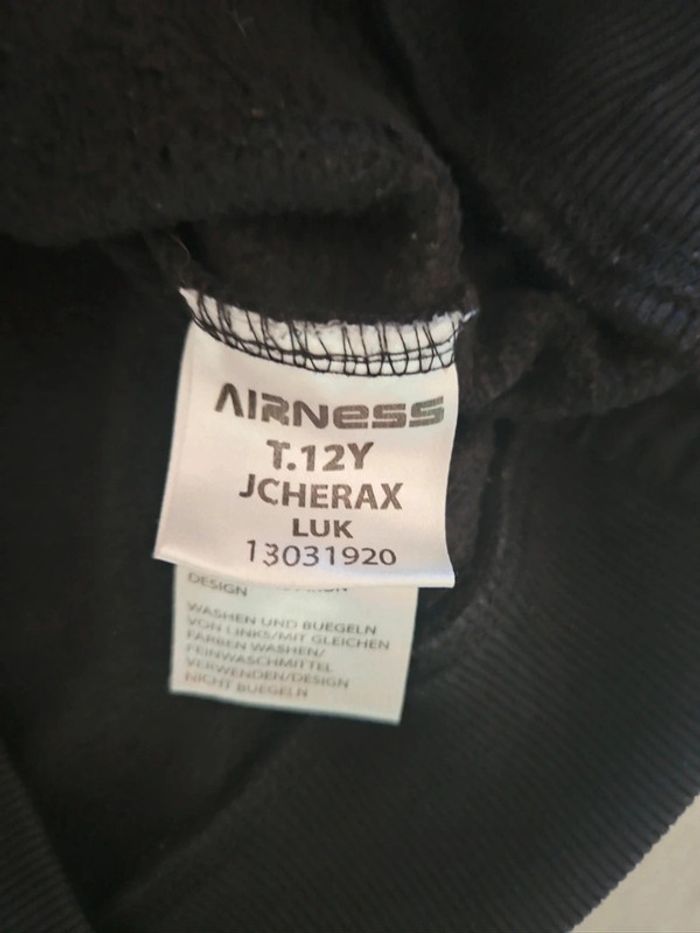 AIRNESS
T.12Y
JCHERAX
LUK
13031920
DESIGN
WASHEN UND BUEGELN
VON LINKS/MIT GLEICHEN
FARBEN WASHEN/
FEINWASCHMITTEL
VERWENDEN/DESIGN
NICHT BUEGELN